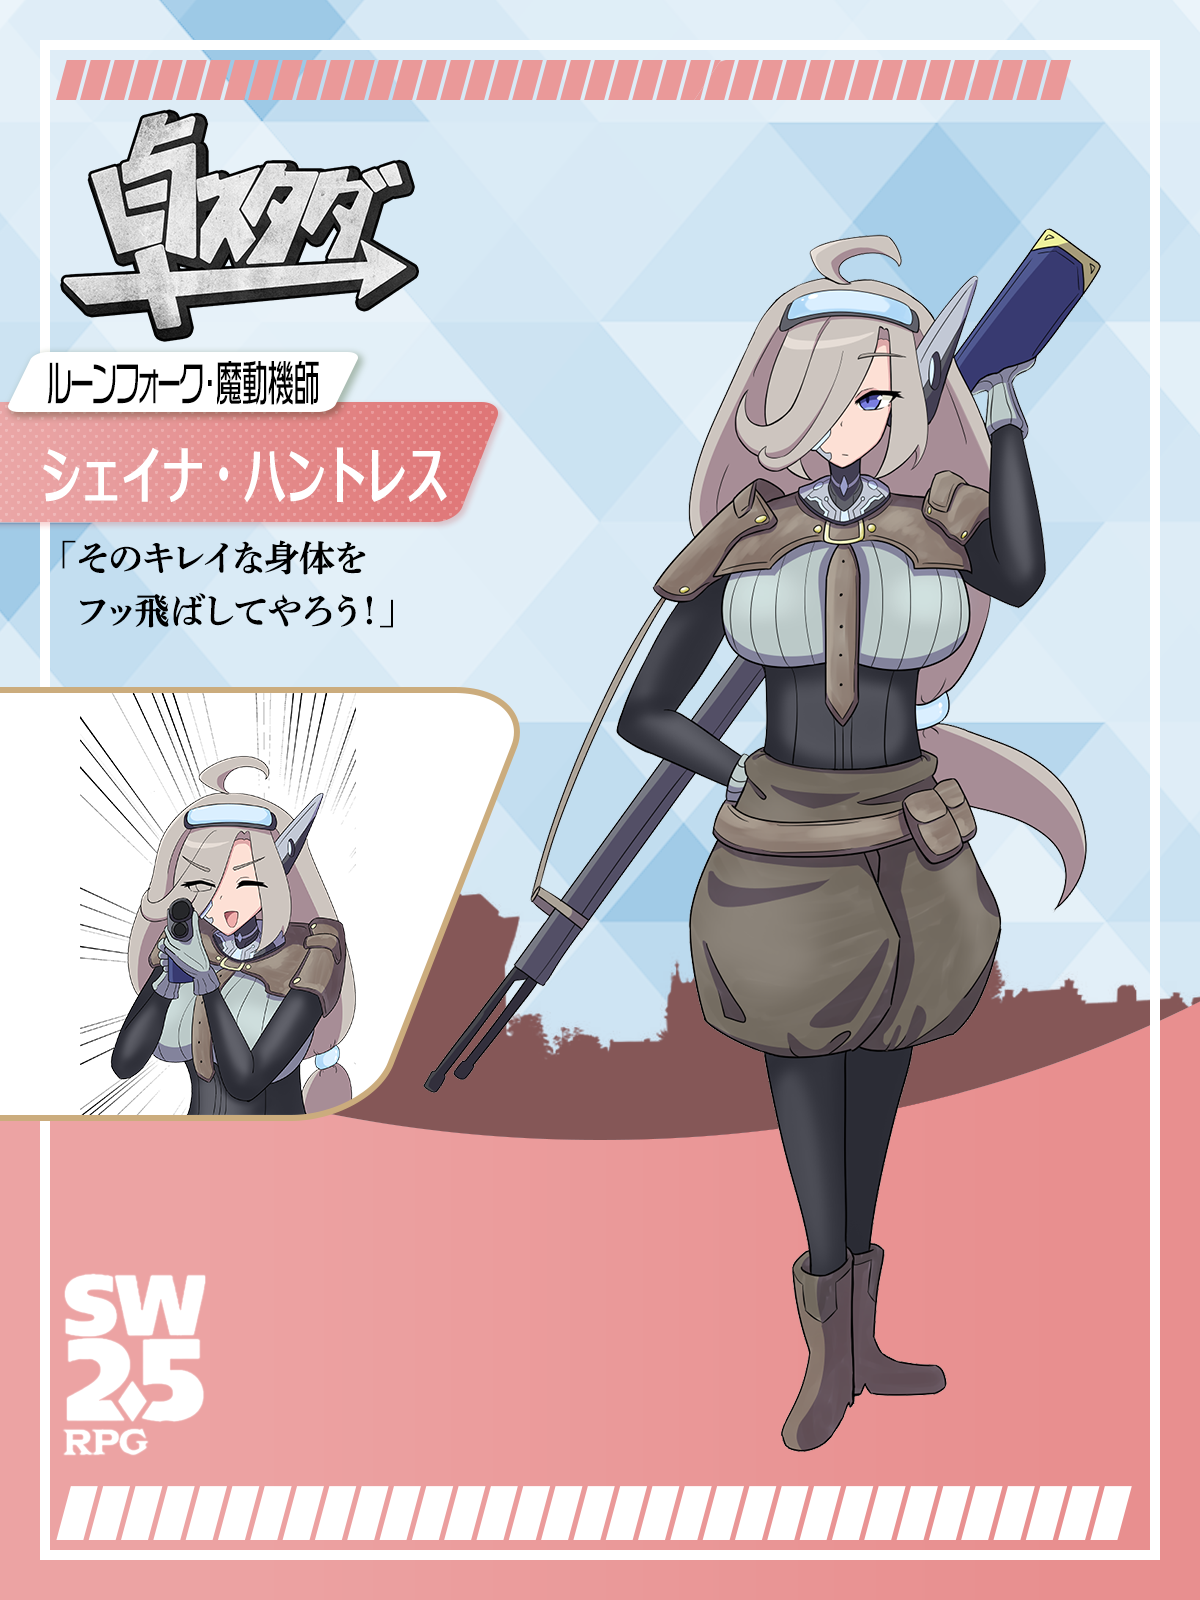 卓ラスタダ
ルーンフォーク・魔動機師
シェイナ・ハントレス
「そのキレイな身体を
フッ飛ばしてやろう！」
SW
2.5
RPG